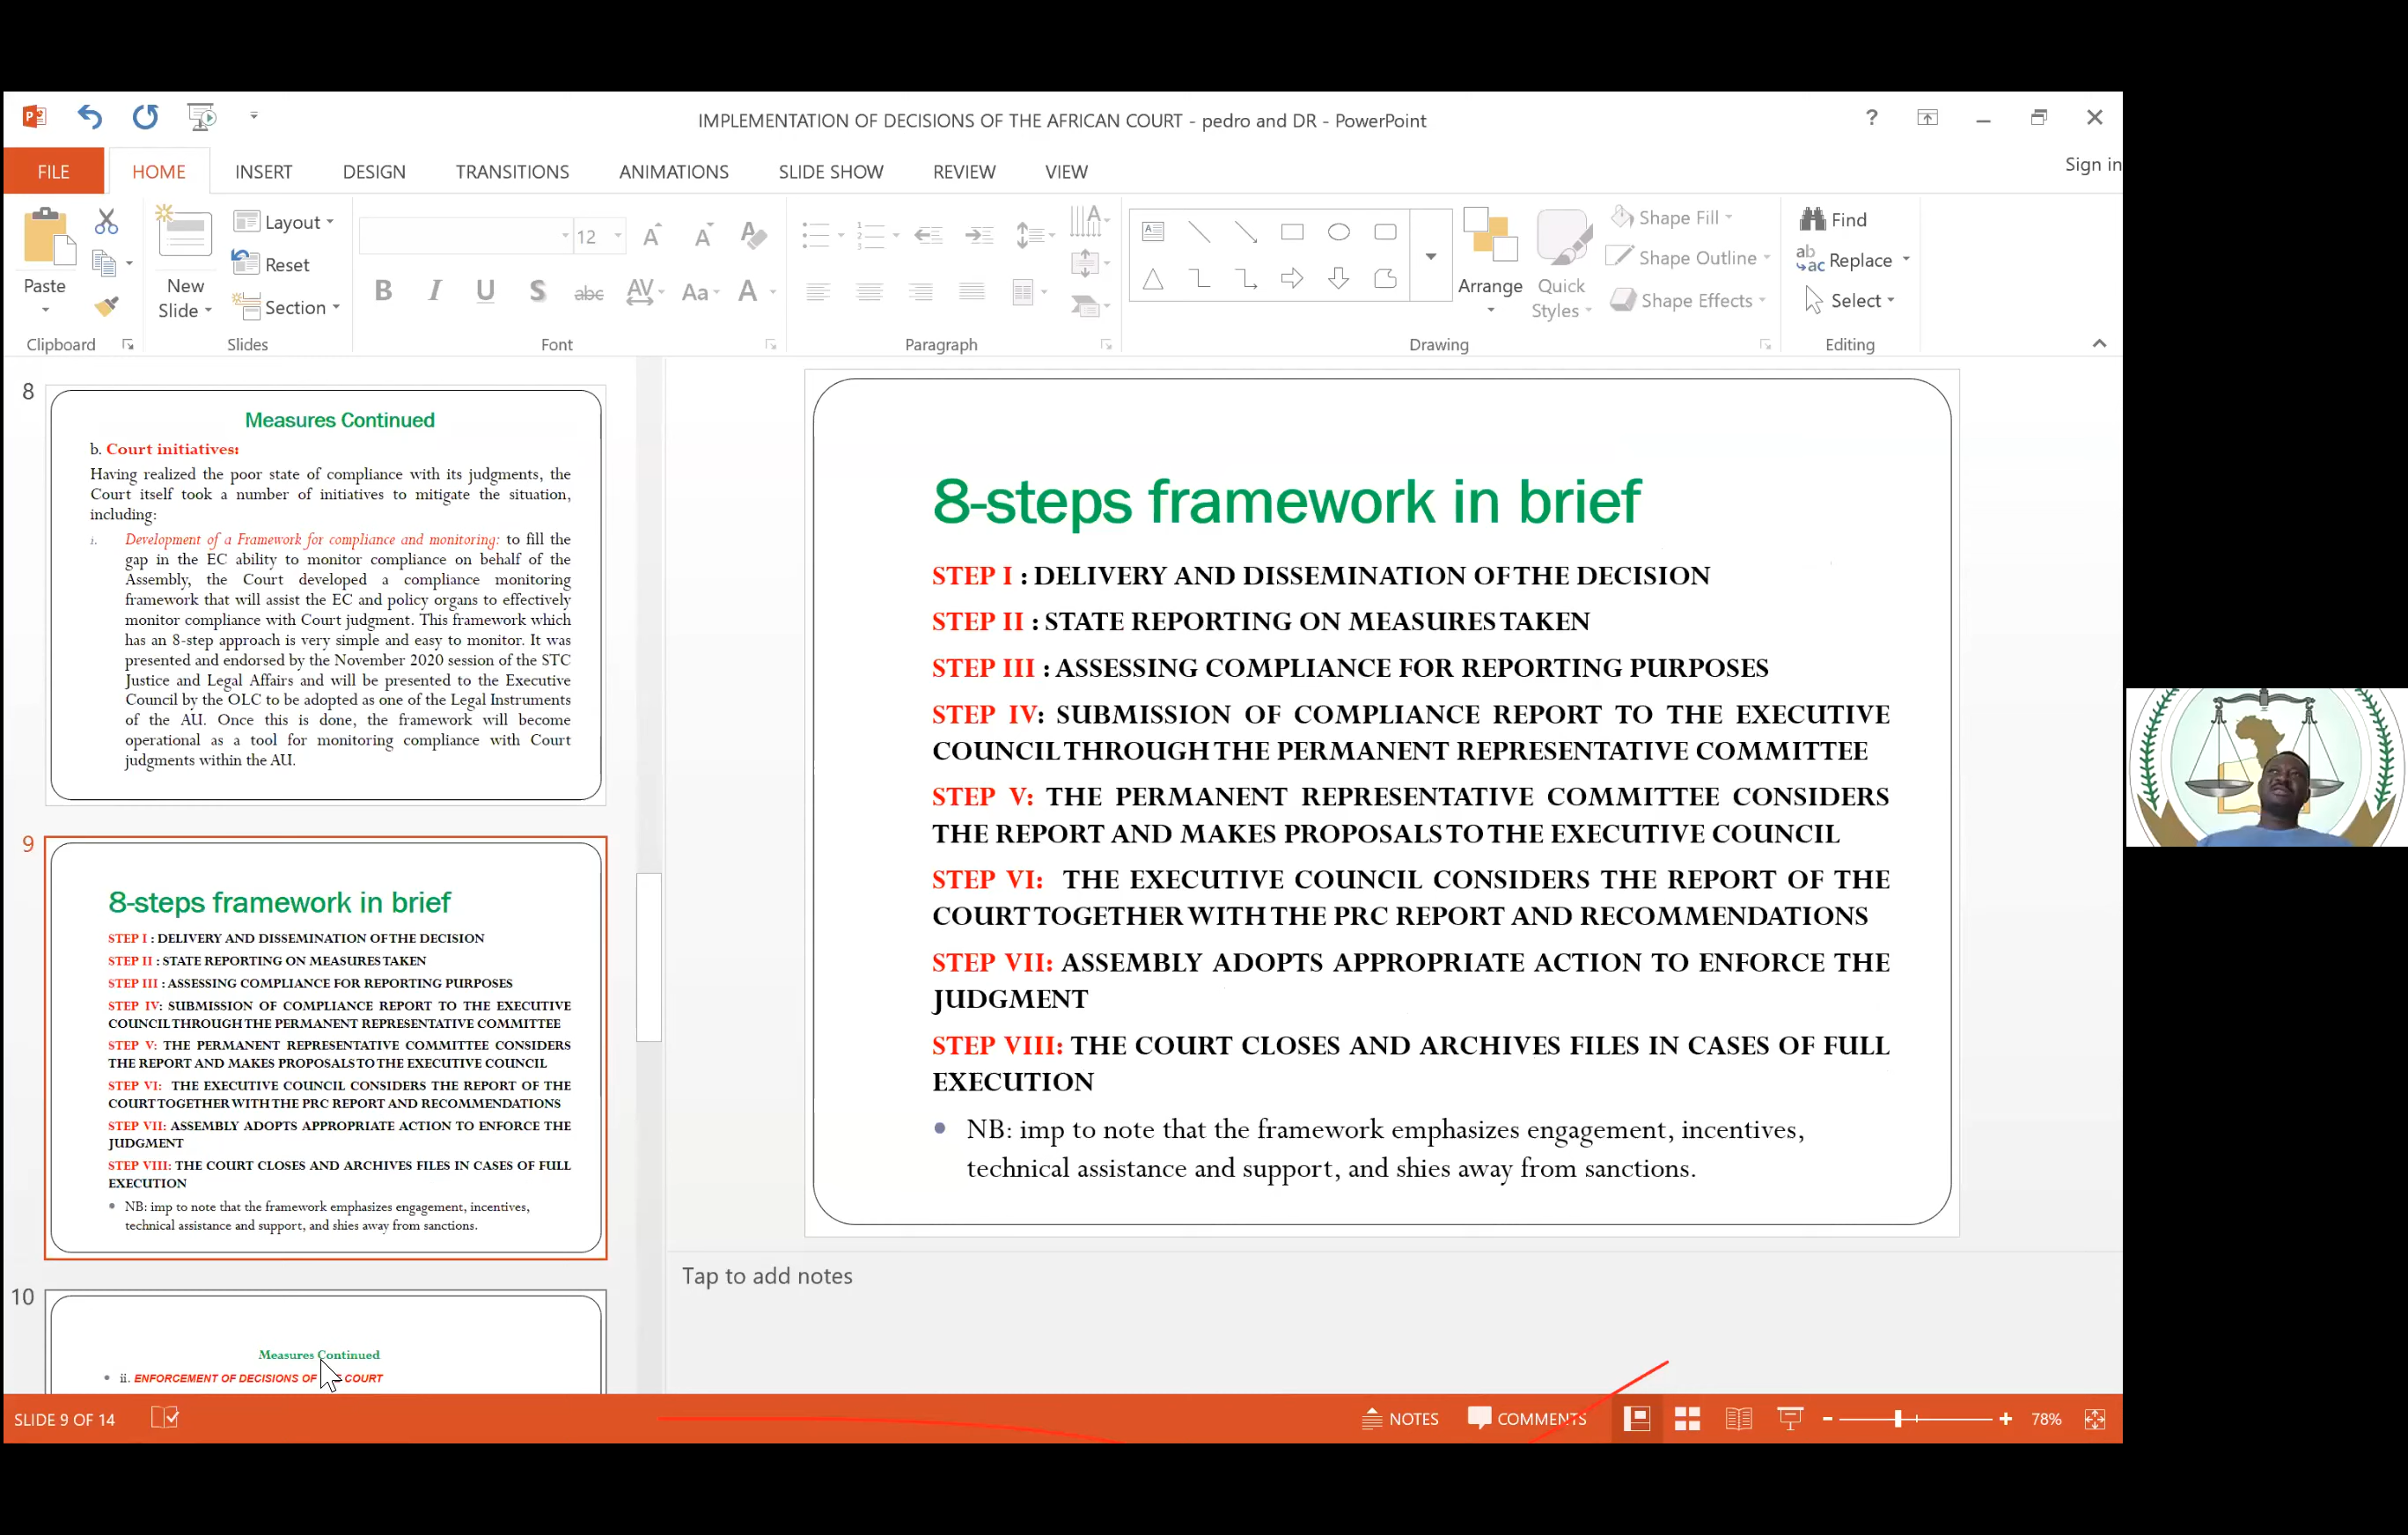 IMPLEMENTATION OF DECISIONS OF THE AFRICAN COURT - pedro and DR - PowerPoint
?
Sign in
FILE HOME INSERT DESIGN TRANSITIONS ANIMATIONS SLIDE SHOW REVIEW VIEW
Paste
New
Slide
Layout
Reset
Section
12
B I U S abc AV Aa A
Shape Fill
Shape Outline
Shape Effects
Arrange
Quick
Styles
Find
Replace
Select
Clipboard Slides Font Paragraph Drawing Editing
8
Measures Continued
b. Court initiatives:
Having realized the poor state of compliance with its judgments, the
Court itself took a number of initiatives to mitigate the situation,
including:
i. Development of a Framework for compliance and monitoring: to fill the
gap in the EC ability to monitor compliance on behalf of the
Assembly, the Court developed a compliance monitoring
framework that will assist the EC and policy organs to effectively
monitor compliance with Court judgment. This framework which
has an 8-step approach is very simple and easy to monitor. It was
presented and endorsed by the November 2020 session of the STC
Justice and Legal Affairs and will be presented to the Executive
Council by the OLC to be adopted as one of the Legal Instruments
of the AU. Once this is done, the framework will become
operational as a tool for monitoring compliance with Court
judgments within the AU.
9
8-steps framework in brief
STEP I : DELIVERY AND DISSEMINATION OF THE DECISION
STEP II : STATE REPORTING ON MEASURES TAKEN
STEP III : ASSESSING COMPLIANCE FOR REPORTING PURPOSES
STEP IV: SUBMISSION OF COMPLIANCE REPORT TO THE EXECUTIVE
COUNCIL THROUGH THE PERMANENT REPRESENTATIVE COMMITTEE
STEP V: THE PERMANENT REPRESENTATIVE COMMITTEE CONSIDERS
THE REPORT AND MAKES PROPOSALS TO THE EXECUTIVE COUNCIL
STEP VI: THE EXECUTIVE COUNCIL CONSIDERS THE REPORT OF THE
COURT TOGETHER WITH THE PRC REPORT AND RECOMMENDATIONS
STEP VII: ASSEMBLY ADOPTS APPROPRIATE ACTION TO ENFORCE THE
JUDGMENT
STEP VIII: THE COURT CLOSES AND ARCHIVES FILES IN CASES OF FULL
EXECUTION
• NB: imp to note that the framework emphasizes engagement, incentives,
technical assistance and support, and shies away from sanctions.
10
Measures Continued
• ii. ENFORCEMENT OF DECISIONS OF COURT
8-steps framework in brief
STEP I : DELIVERY AND DISSEMINATION OF THE DECISION
STEP II : STATE REPORTING ON MEASURES TAKEN
STEP III : ASSESSING COMPLIANCE FOR REPORTING PURPOSES
STEP IV: SUBMISSION OF COMPLIANCE REPORT TO THE EXECUTIVE
COUNCIL THROUGH THE PERMANENT REPRESENTATIVE COMMITTEE
STEP V: THE PERMANENT REPRESENTATIVE COMMITTEE CONSIDERS
THE REPORT AND MAKES PROPOSALS TO THE EXECUTIVE COUNCIL
STEP VI: THE EXECUTIVE COUNCIL CONSIDERS THE REPORT OF THE
COURT TOGETHER WITH THE PRC REPORT AND RECOMMENDATIONS
STEP VII: ASSEMBLY ADOPTS APPROPRIATE ACTION TO ENFORCE THE
JUDGMENT
STEP VIII: THE COURT CLOSES AND ARCHIVES FILES IN CASES OF FULL
EXECUTION
• NB: imp to note that the framework emphasizes engagement, incentives,
technical assistance and support, and shies away from sanctions.
Tap to add notes
SLIDE 9 OF 14
NOTES COMMENTS 78%